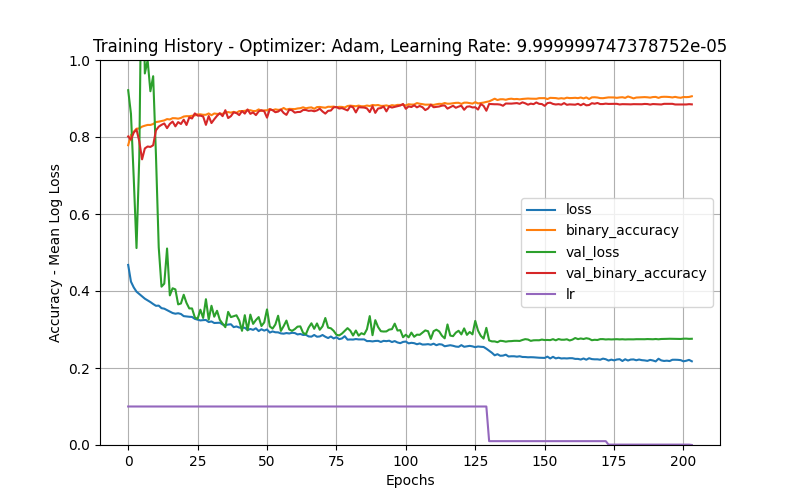 Training History - Optimizer: Adam, Learning Rate: 9.999999747378752e-05
1.0
0.8
0.6
0.4
0.2
0.0
Accuracy - Mean Log Loss
loss
binary_accuracy
val_loss
val_binary_accuracy
lr
0 25 50 75 100 125 150 175 200
Epochs